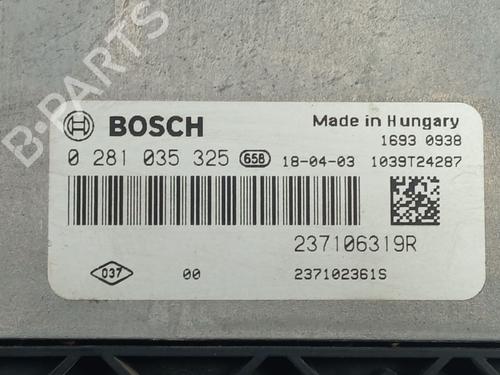 B-PARTS
BOSCH
Made in Hungary
1693 0938
0 281 035 325 658 18-04-03 1039T24287
237106319R
037 00 237102361S